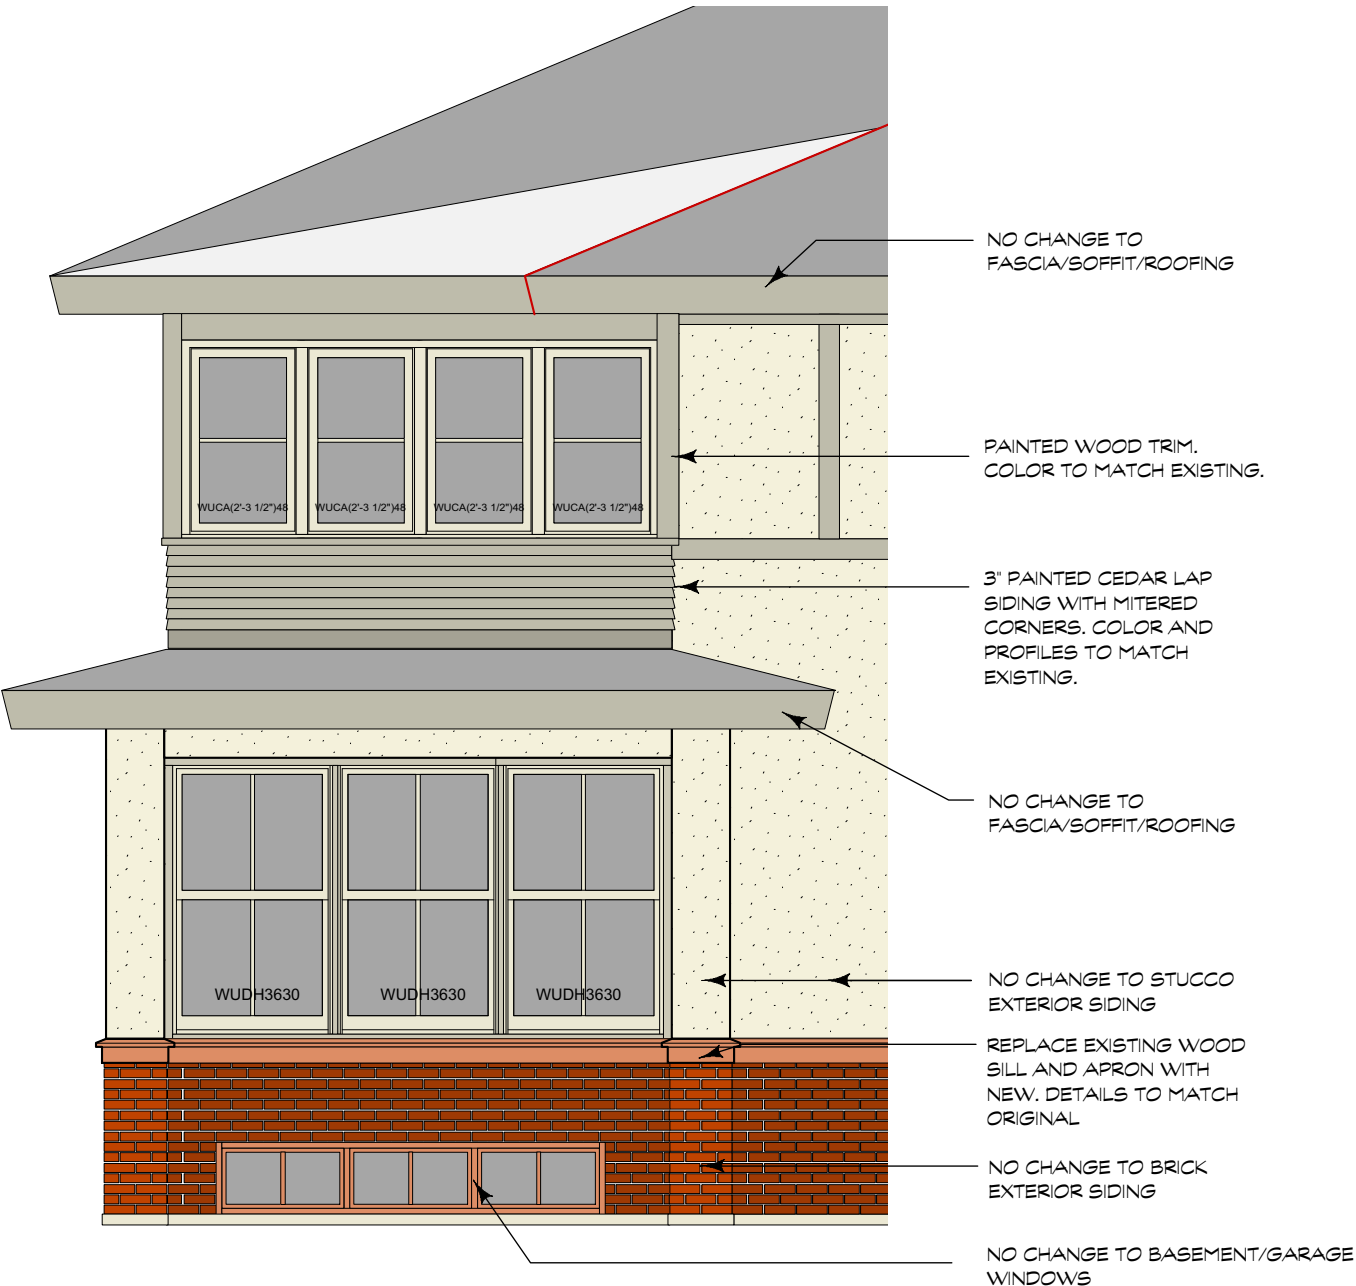 NO CHANGE TO
FASCIA/SOFFIT/ROOFING
PAINTED WOOD TRIM.
COLOR TO MATCH EXISTING.
WUCA(2'-3 1/2")48 WUCA(2'-3 1/2")48 WUCA(2'-3 1/2")48 WUCA(2'-3 1/2")48
3" PAINTED CEDAR LAP
SIDING WITH MITERED
CORNERS. COLOR AND
PROFILES TO MATCH
EXISTING.
NO CHANGE TO
FASCIA/SOFFIT/ROOFING
WUDH3630 WUDH3630 WUDH3630
NO CHANGE TO STUCCO
EXTERIOR SIDING
REPLACE EXISTING WOOD
SILL AND APRON WITH
NEW. DETAILS TO MATCH
ORIGINAL
NO CHANGE TO BRICK
EXTERIOR SIDING
NO CHANGE TO BASEMENT/GARAGE
WINDOWS